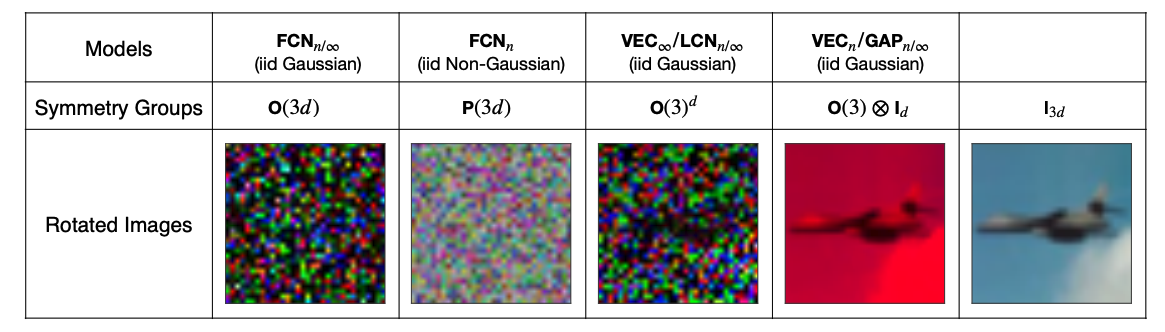 Models
FCN_{n/∞}
(iid Gaussian)
FCN_n
(iid Non-Gaussian)
VEC_∞/LCN_{n/∞}
(iid Gaussian)
VEC_n/GAP_{n/∞}
(iid Gaussian)
Symmetry Groups
O(3d)
P(3d)
O(3)^d
O(3) ⊗ I_d
I_{3d}
Rotated Images